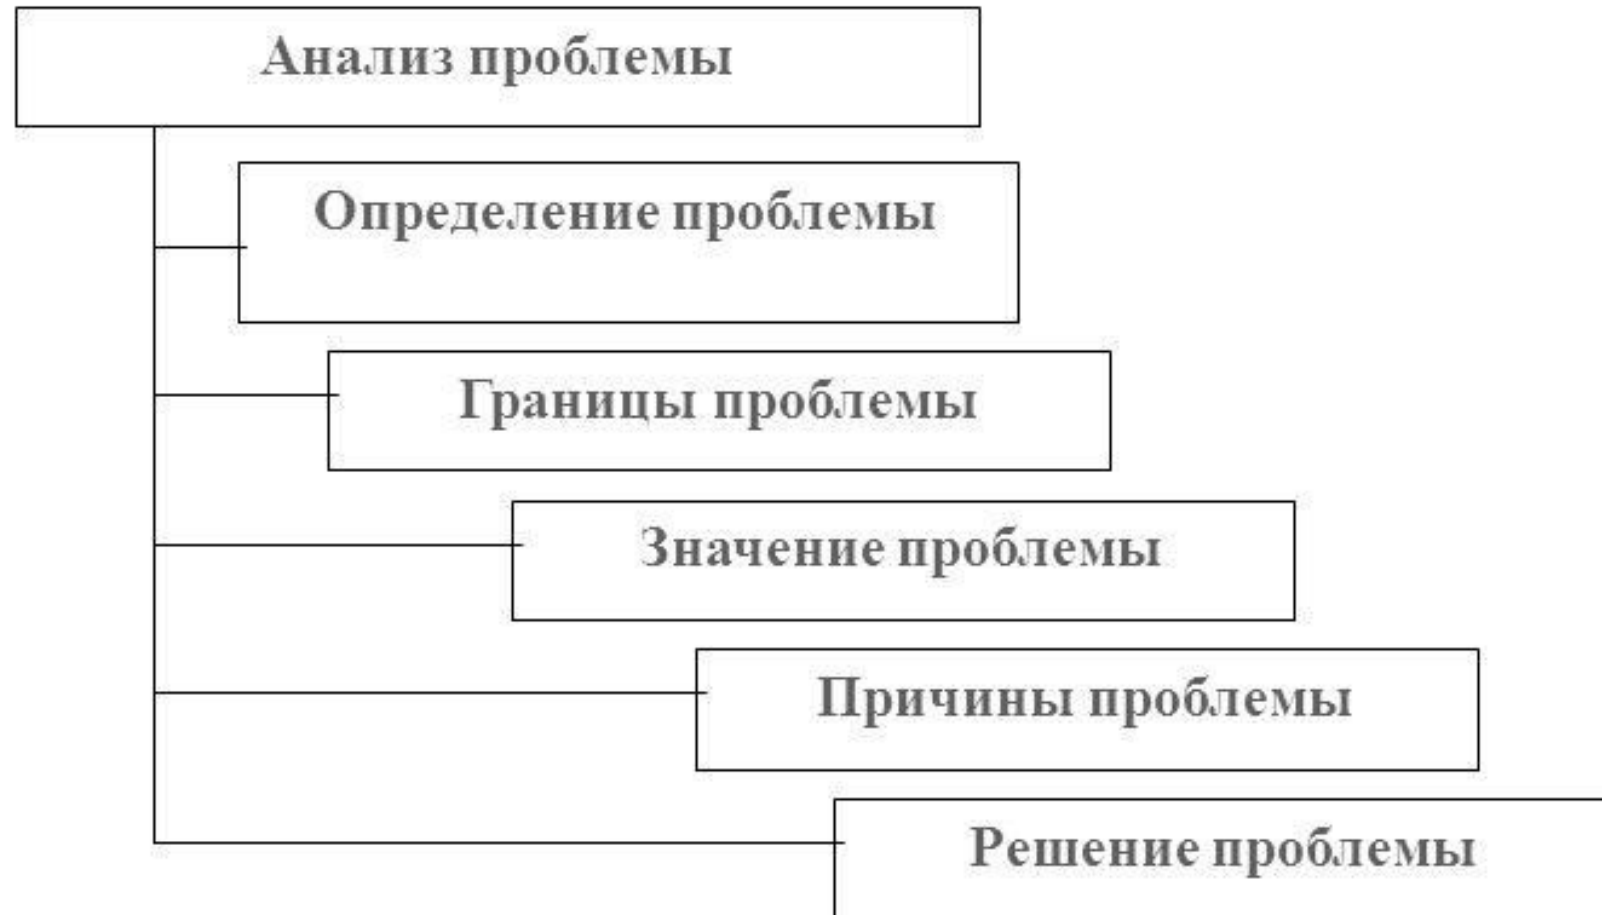 Анализ проблемы
Определение проблемы
Границы проблемы
Значение проблемы
Причины проблемы
Решение проблемы